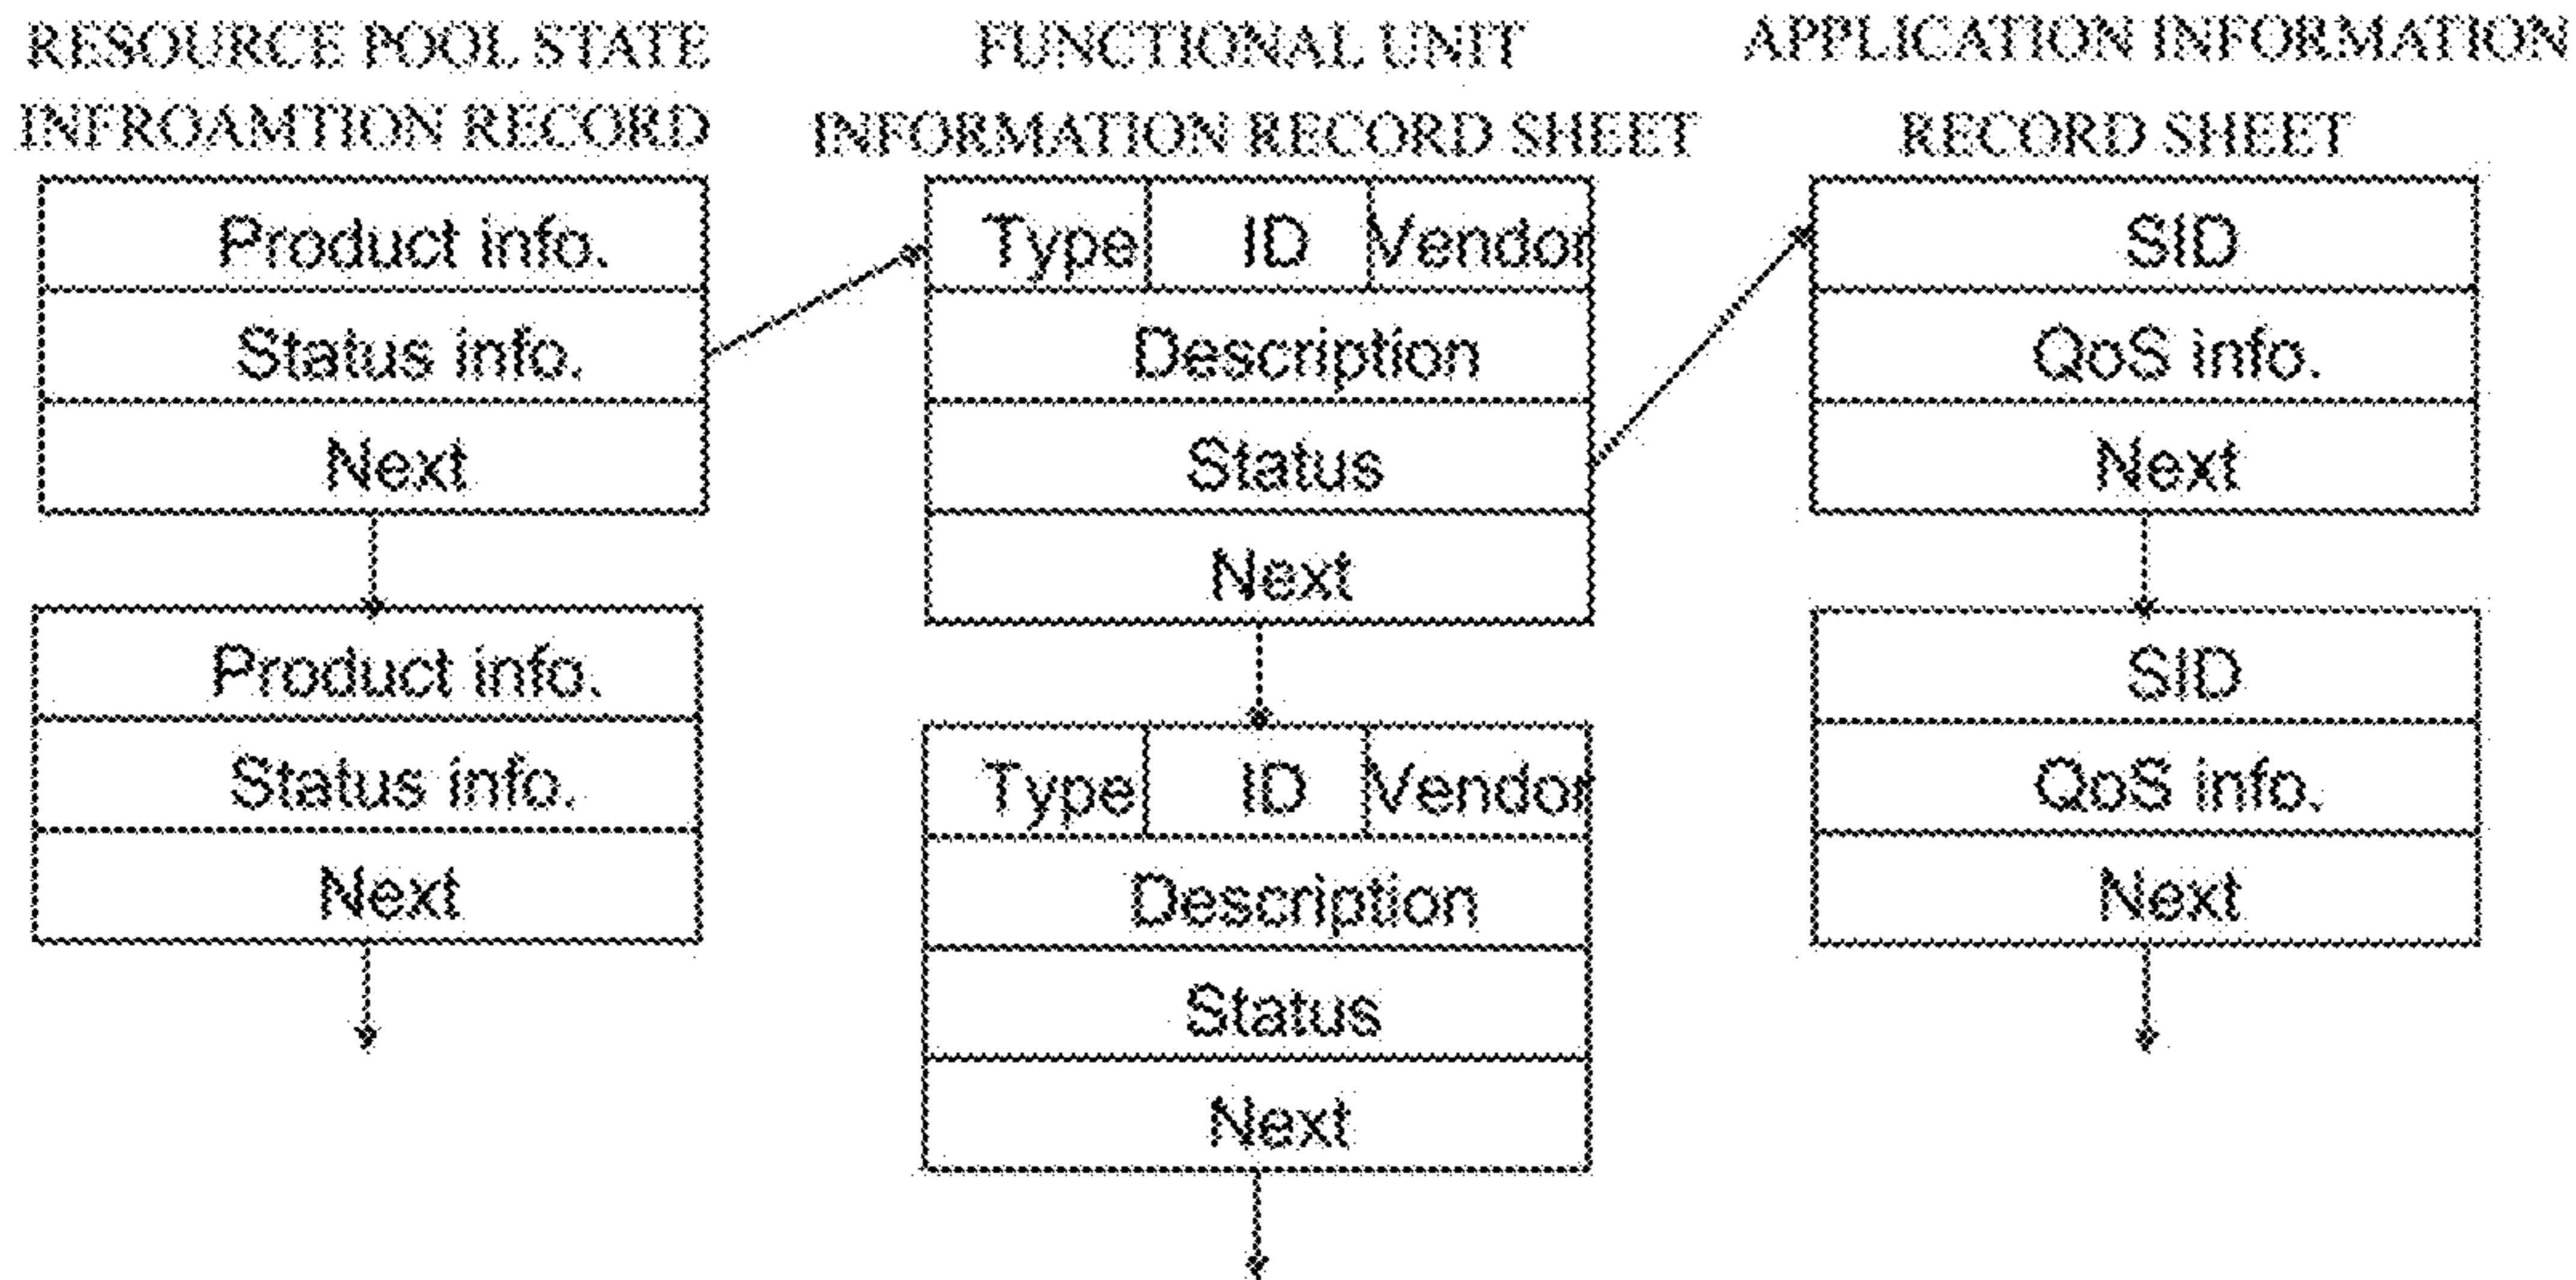 RESOURCE POOL STATE
INFROAMTION RECORD
Product info.
Status info.
Next
Product info.
Status info.
Next
FUNCTIONAL UNIT
INFORMATION RECORD SHEET
Type ID Vendor
Description
Status
Next
Type ID Vendor
Description
Status
Next
APPLICATION INFORMATION
RECORD SHEET
SID
QoS info.
Next
SID
QoS info.
Next